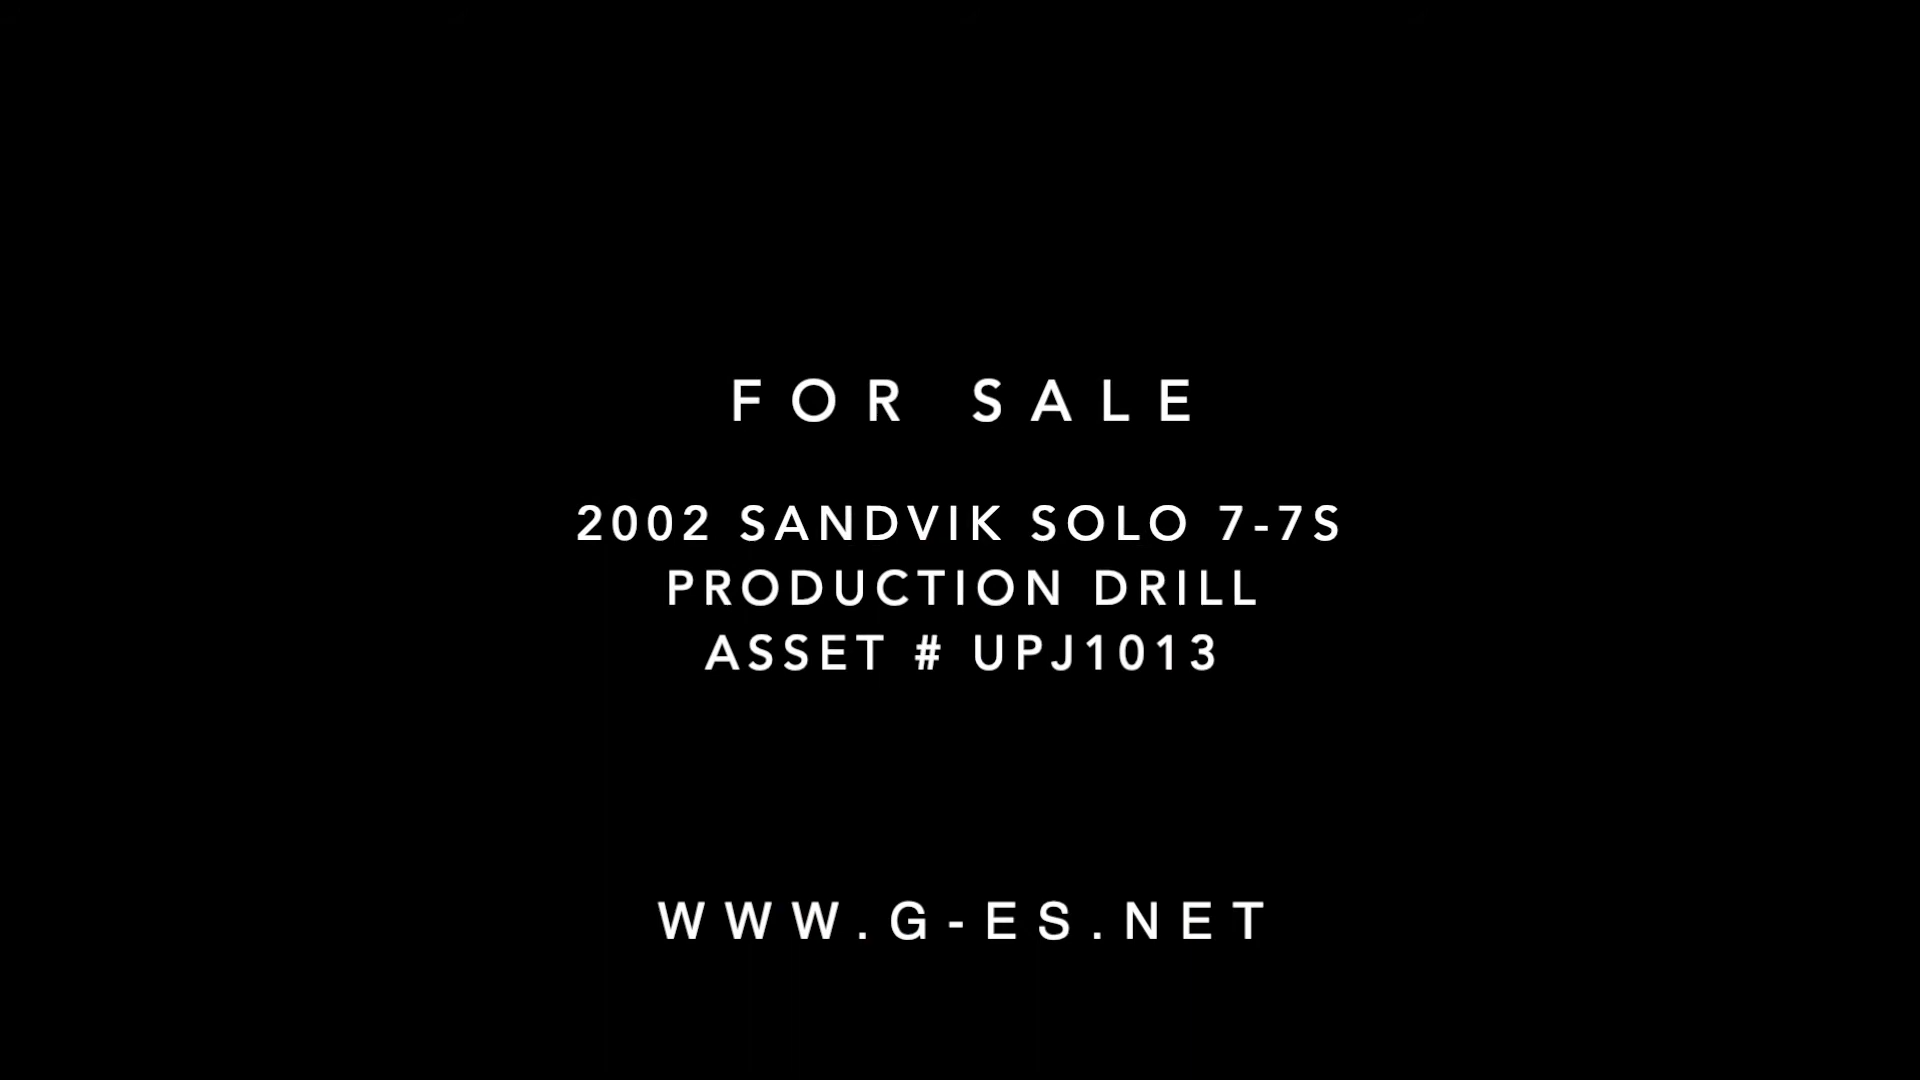 FOR SALE
2002 SANDVIK SOLO 7-7S
PRODUCTION DRILL
ASSET # UPJ1013
WWW.G-ES.NET